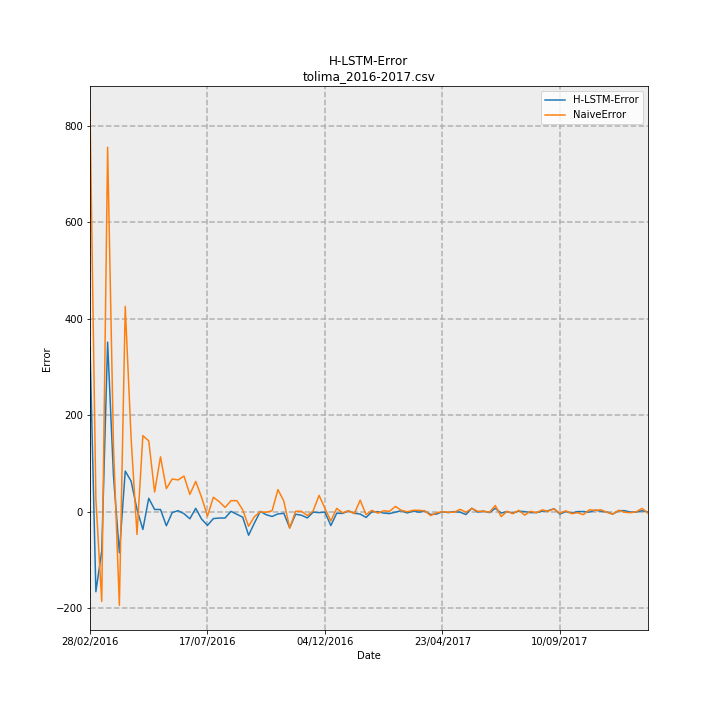 H-LSTM-Error
tolima_2016-2017.csv
H-LSTM-Error
NaiveError
800
600
400
200
0
−200
Error
28/02/2016
17/07/2016
04/12/2016
23/04/2017
10/09/2017
Date